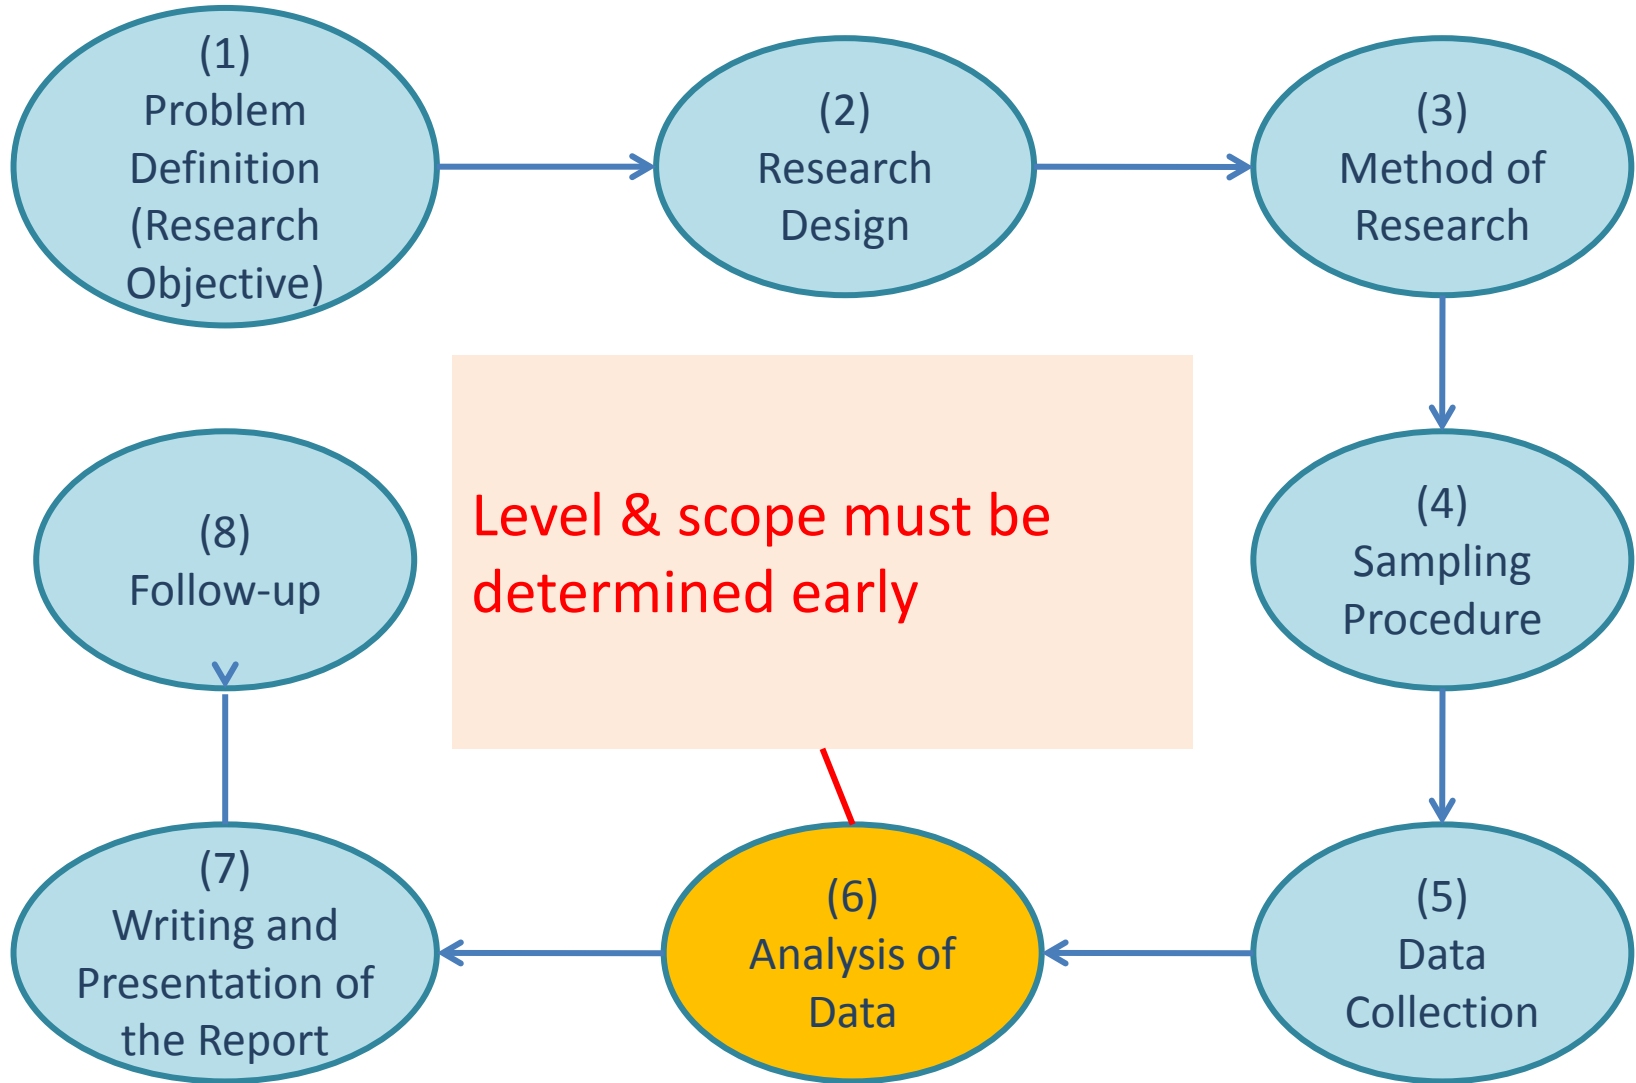 (1)
Problem
Definition
(Research
Objective)
(2)
Research
Design
(3)
Method of
Research
Level & scope must be
determined early
(8)
Follow-up
(4)
Sampling
Procedure
(7)
Writing and
Presentation of
the Report
(6)
Analysis of
Data
(5)
Data
Collection